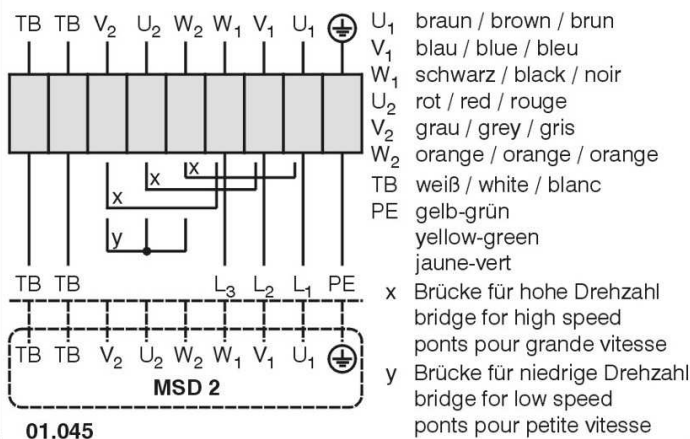 TB TB V₂ U₂ W₂ W₁ V₁ U₁
x
x
x
y
TB TB L₃ L₂ L₁ PE
TB TB V₂ U₂ W₂ W₁ V₁ U₁
MSD 2
01.045
U₁ braun / brown / brun
V₁ blau / blue / bleu
W₁ schwarz / black / noir
U₂ rot / red / rouge
V₂ grau / grey / gris
W₂ orange / orange / orange
TB weiß / white / blanc
PE gelb-grün
yellow-green
jaune-vert
x Brücke für hohe Drehzahl
bridge for high speed
ponts pour grande vitesse
y Brücke für niedrige Drehzahl
bridge for low speed
ponts pour petite vitesse